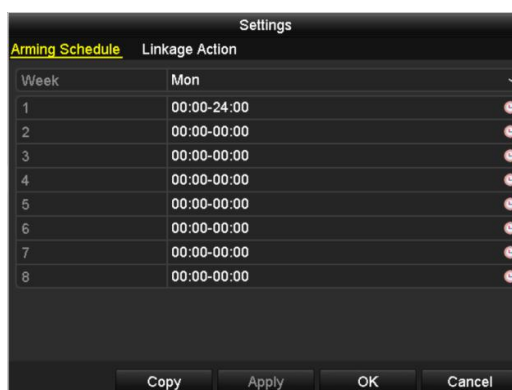 Settings
Arming Schedule Linkage Action
Week Mon
1 00:00-24:00
2 00:00-00:00
3 00:00-00:00
4 00:00-00:00
5 00:00-00:00
6 00:00-00:00
7 00:00-00:00
8 00:00-00:00
Copy Apply OK Cancel